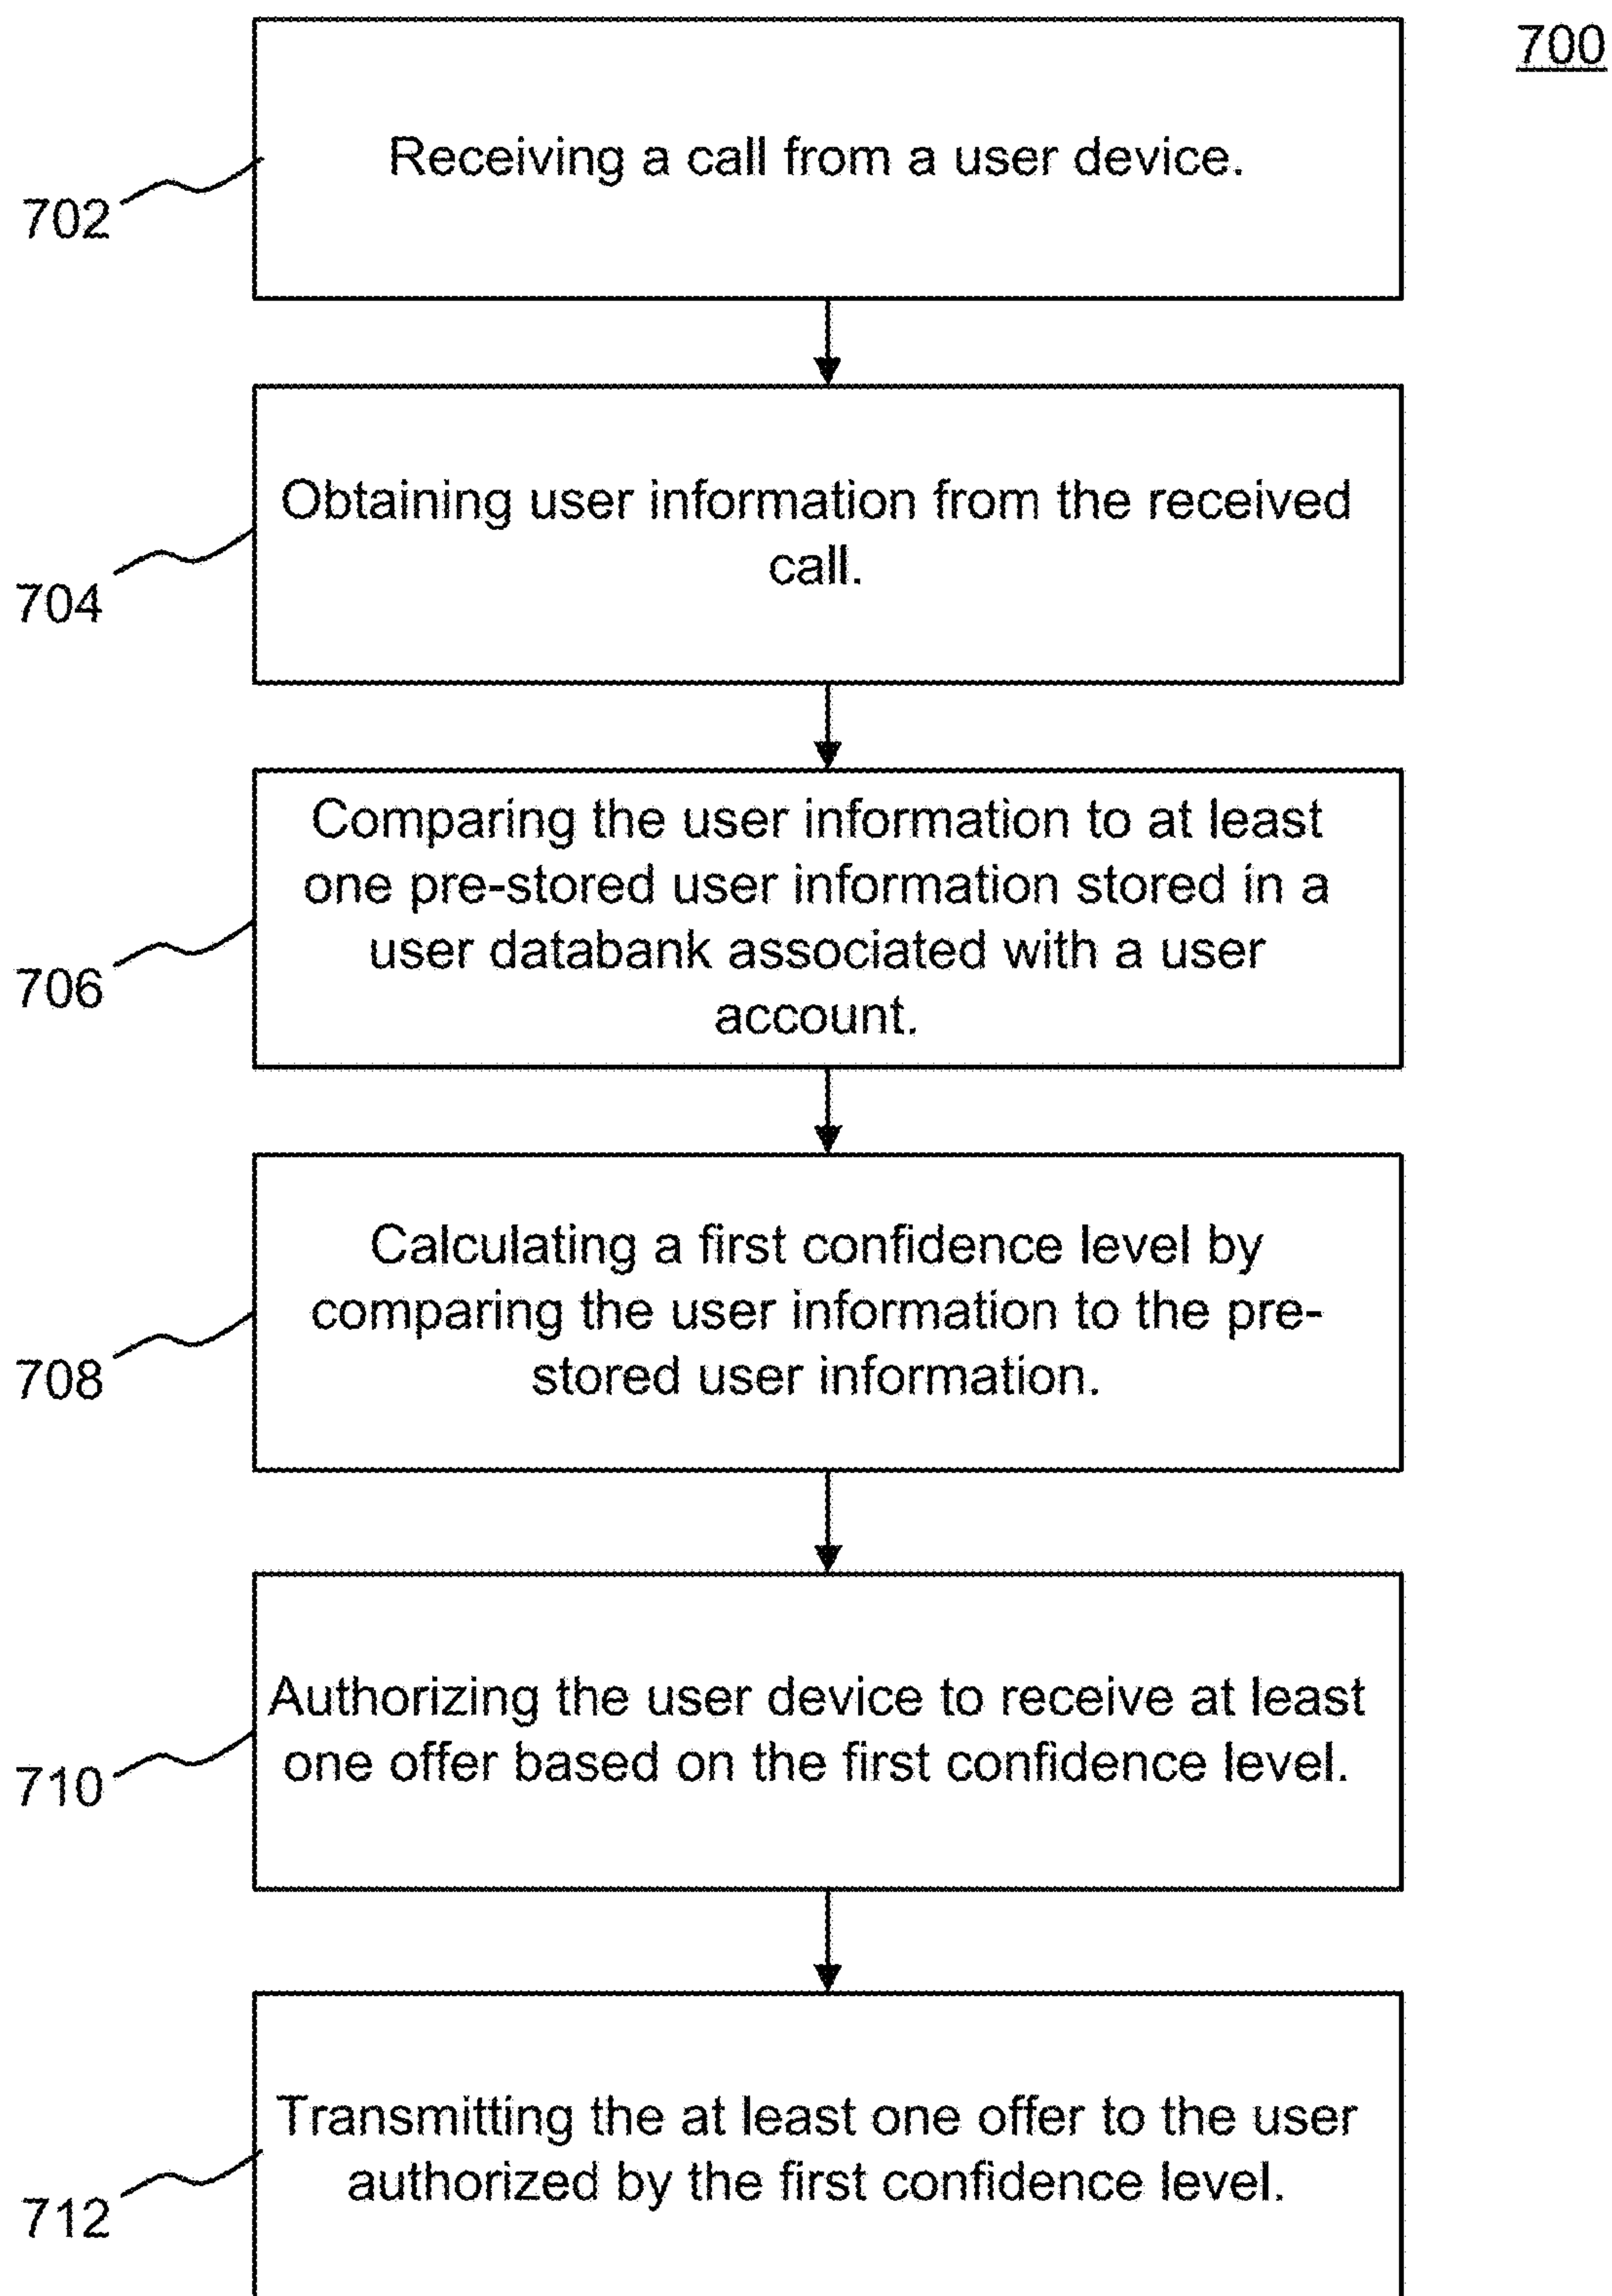 700
Receiving a call from a user device.
702
Obtaining user information from the received
call.
704
Comparing the user information to at least
one pre-stored user information stored in a
user databank associated with a user
account.
706
Calculating a first confidence level by
comparing the user information to the pre-
stored user information.
708
Authorizing the user device to receive at least
one offer based on the first confidence level.
710
Transmitting the at least one offer to the user
authorized by the first confidence level.
712